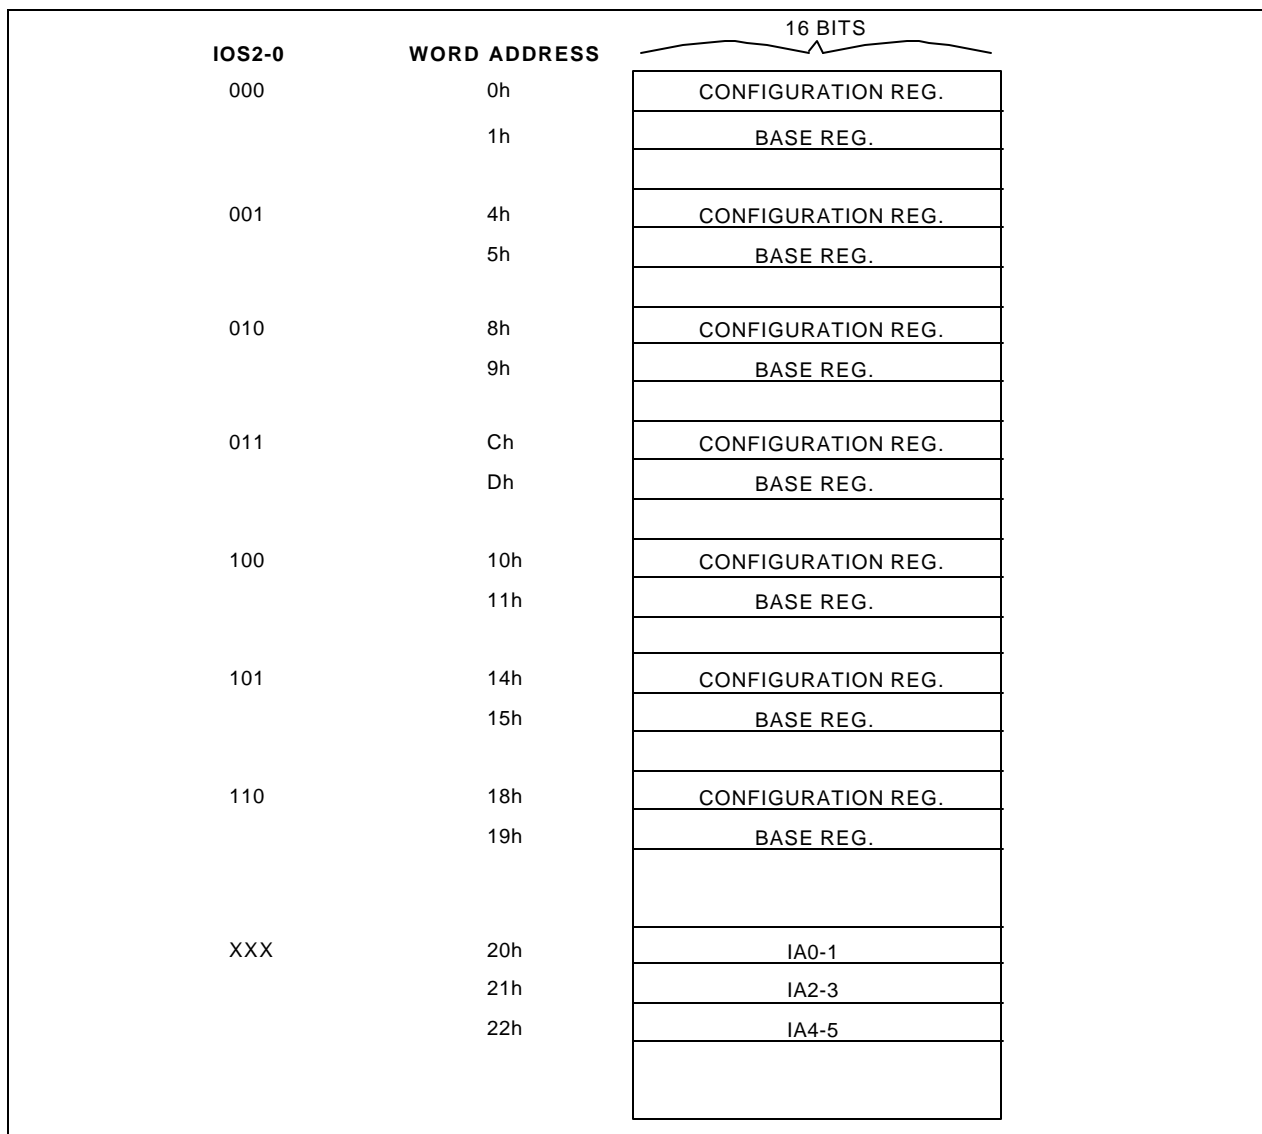 16 BITS
IOS2-0 WORD ADDRESS
000 0h CONFIGURATION REG.
1h BASE REG.
001 4h CONFIGURATION REG.
5h BASE REG.
010 8h CONFIGURATION REG.
9h BASE REG.
011 Ch CONFIGURATION REG.
Dh BASE REG.
100 10h CONFIGURATION REG.
11h BASE REG.
101 14h CONFIGURATION REG.
15h BASE REG.
110 18h CONFIGURATION REG.
19h BASE REG.
XXX 20h IA0-1
21h IA2-3
22h IA4-5